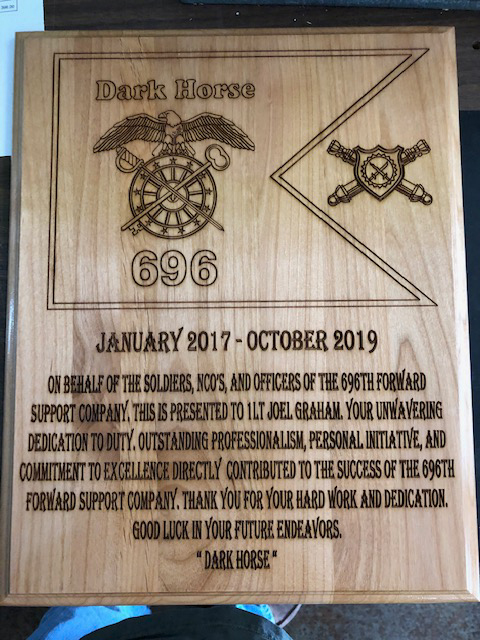 Dark Horse
696
JANUARY 2017 - OCTOBER 2019
ON BEHALF OF THE SOLDIERS, NCO'S, AND OFFICERS OF THE 696TH FORWARD
SUPPORT COMPANY. THIS IS PRESENTED TO 1LT JOEL GRAHAM. YOUR UNWAVERING
DEDICATION TO DUTY. OUTSTANDING PROFESSIONALISM, PERSONAL INITIATIVE, AND
COMMITMENT TO EXCELLENCE DIRECTLY CONTRIBUTED TO THE SUCCESS OF THE 696TH
FORWARD SUPPORT COMPANY. THANK YOU FOR YOUR HARD WORK AND DEDICATION.
GOOD LUCK IN YOUR FUTURE ENDEAVORS.
" DARK HORSE "